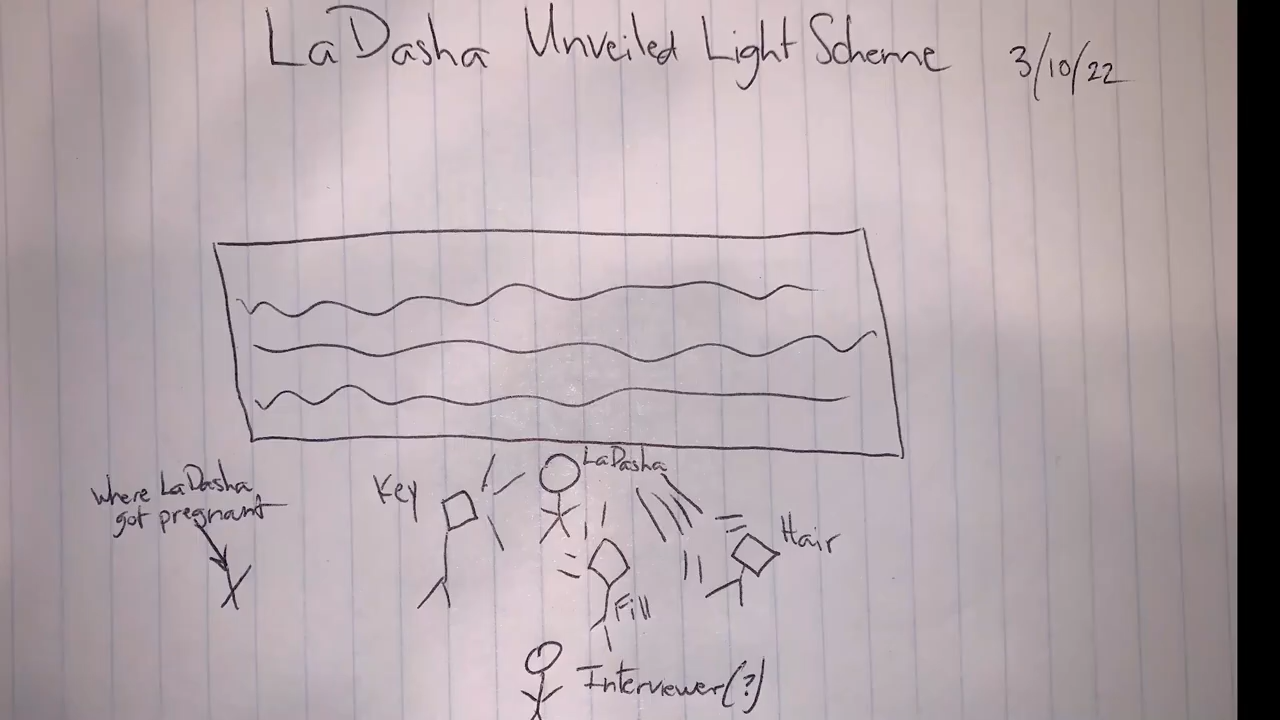 LaDasha Unveiled Light Scheme 3/10/22
LaDasha
Where LaDasha
got pregnant
Key
Hair
Fill
Interviewer(?)